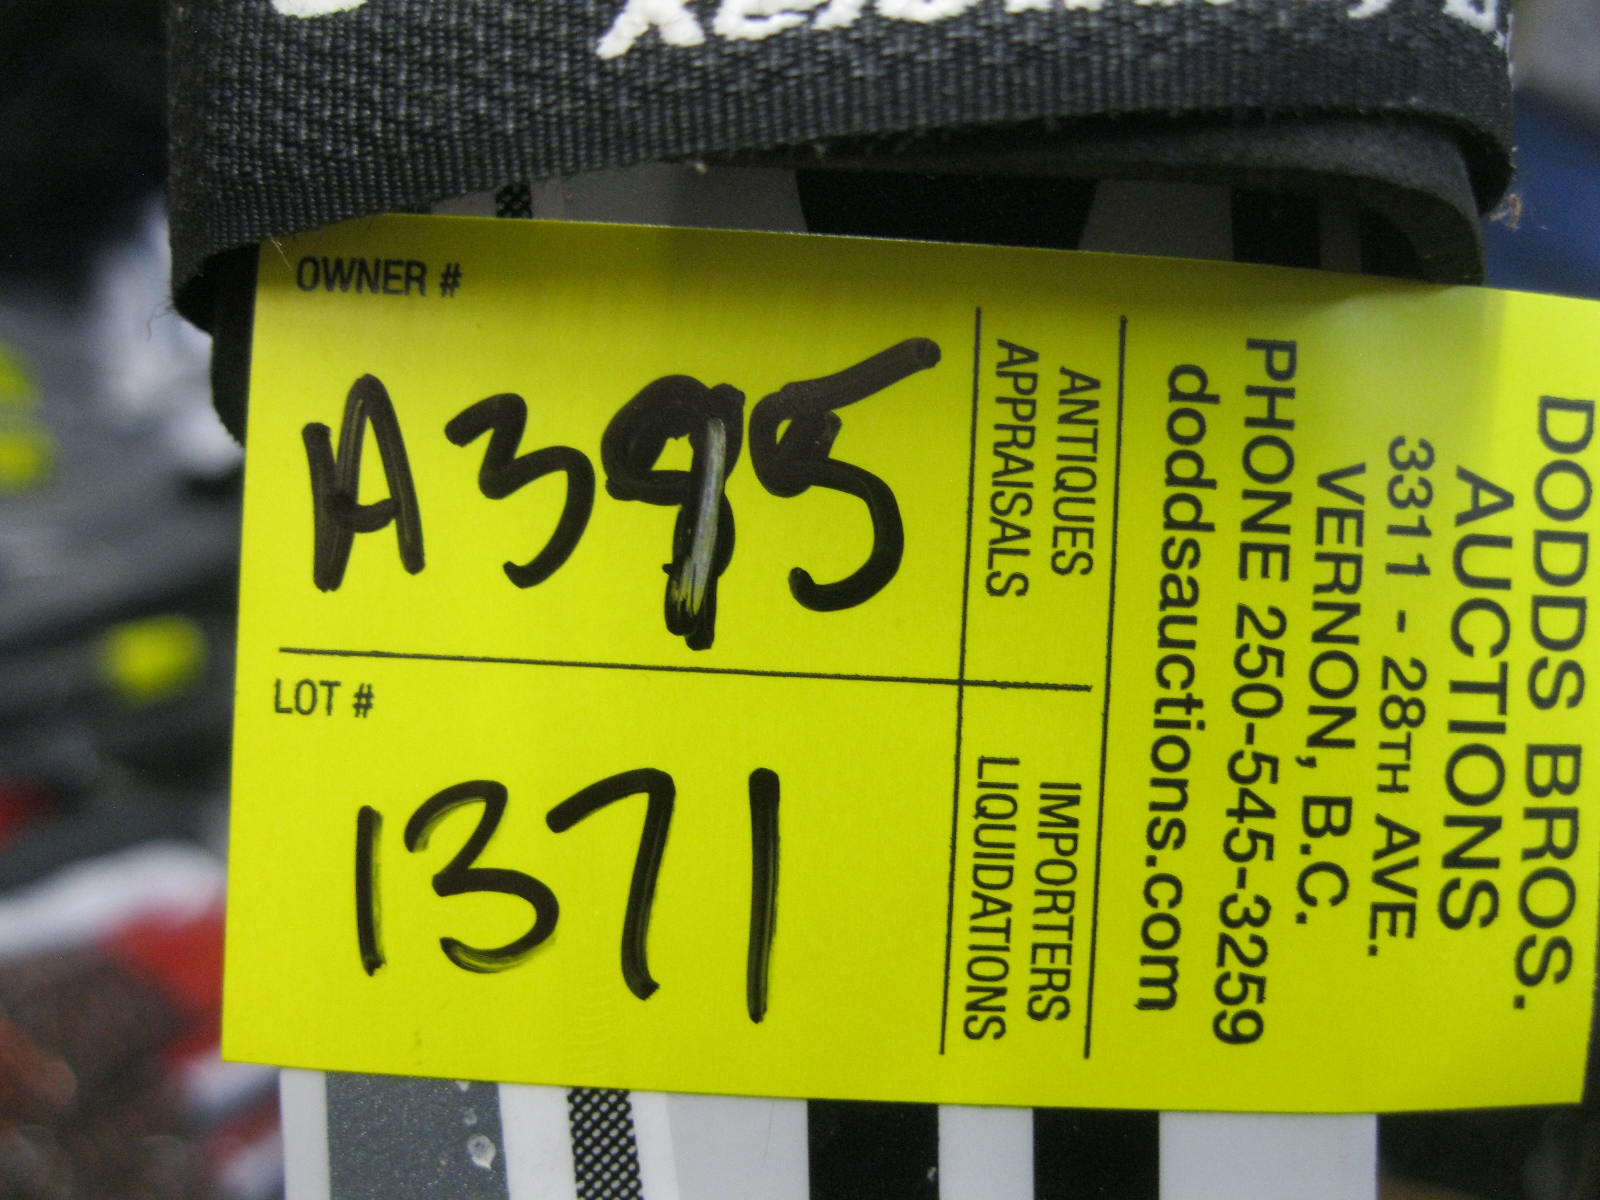 OWNER #
A395
LOT #
1371
ANTIQUES
APPRAISALS
IMPORTERS
LIQUIDATIONS
DODDS BROS.
AUCTIONS
3311 - 28TH AVE.
VERNON, B.C.
PHONE 250-545-3259
doddsauctions.com